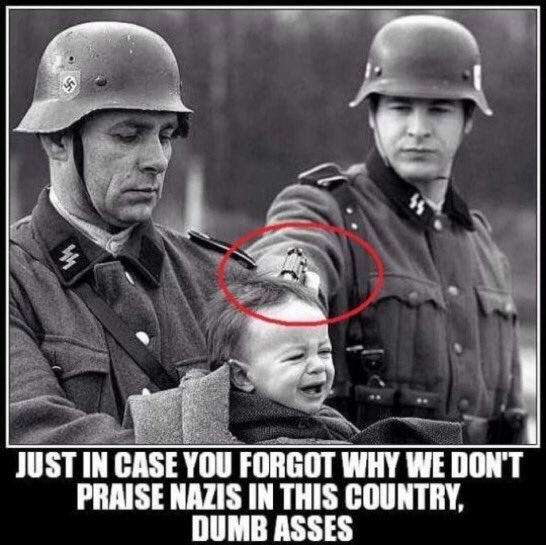 JUST IN CASE YOU FORGOT WHY WE DON'T
PRAISE NAZIS IN THIS COUNTRY,
DUMB ASSES